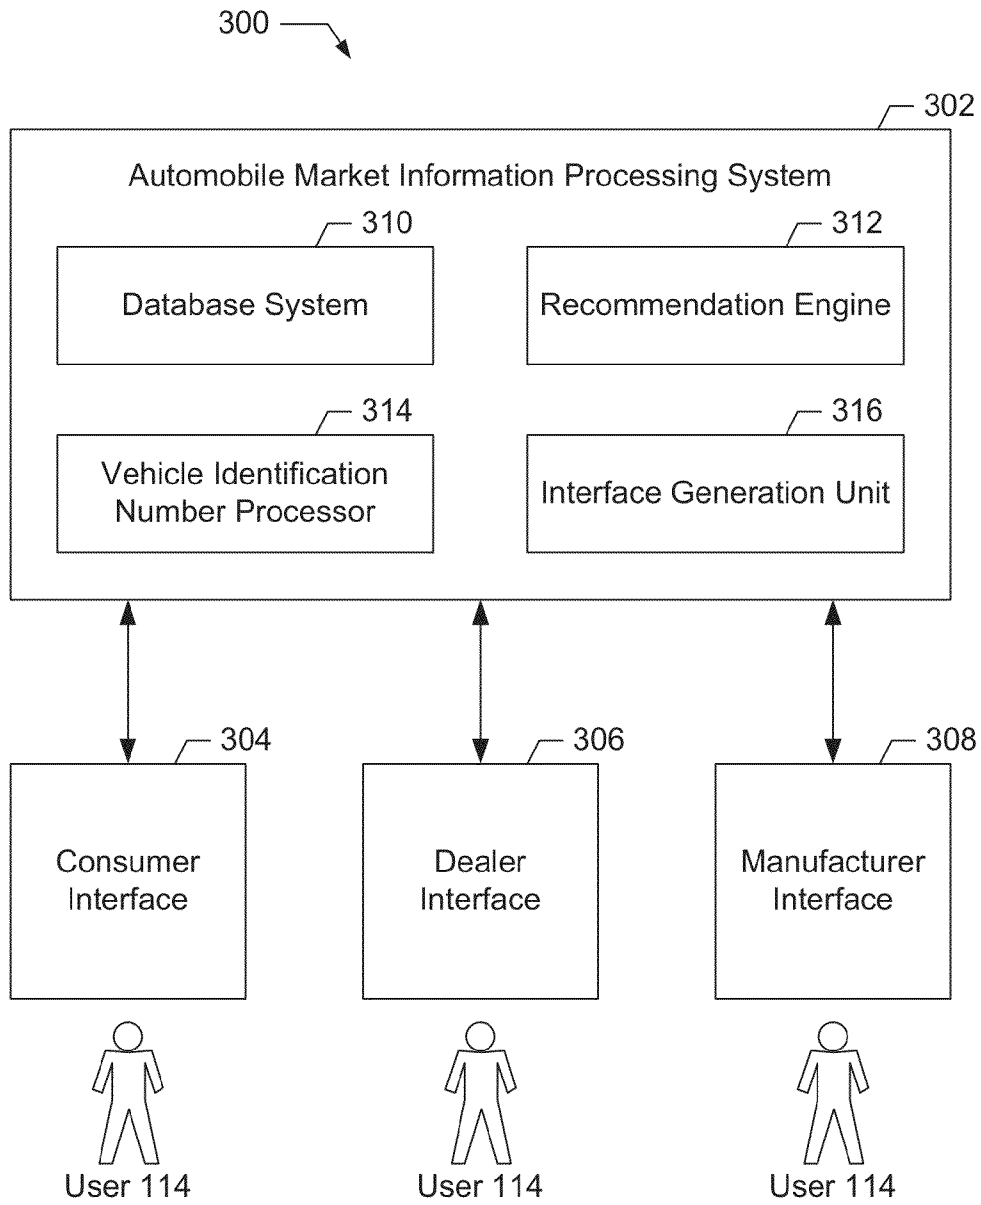 300
302
Automobile Market Information Processing System
310
312
Database System
Recommendation Engine
314
316
Vehicle Identification
Number Processor
Interface Generation Unit
304
306
308
Consumer
Interface
Dealer
Interface
Manufacturer
Interface
User 114
User 114
User 114